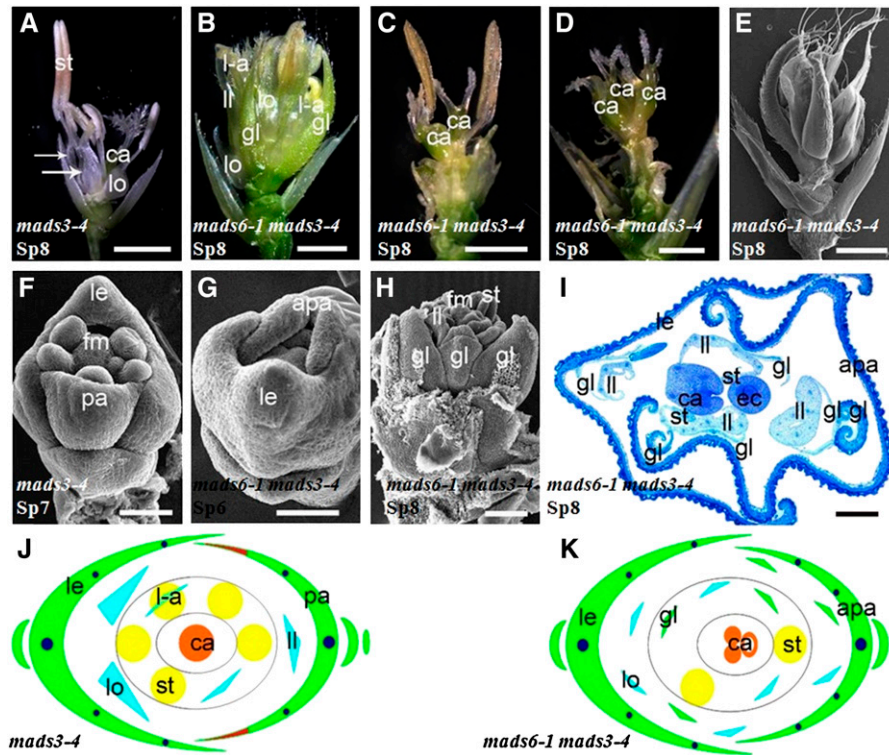 A
st
ca
lo
mads3-4
Sp8
B
l-a
ll
lo
l-a
gl
gl
lo
mads6-1 mads3-4
Sp8
C
ca
ca
mads6-1 mads3-4
Sp8
D
ca
ca
ca
mads6-1 mads3-4
Sp8
E
mads6-1 mads3-4
Sp8
F
le
fm
pa
mads3-4
Sp7
G
apa
le
mads6-1 mads3-4
Sp6
H
fm
st
ll
gl
gl
gl
mads6-1 mads3-4
Sp8
I
le
ll
gl
apa
gl
ll
st
ca
ec
ll
gl
gl
st
ll
gl
gl
mads6-1 mads3-4
Sp8
J
le
l-a
pa
ca
ll
lo
st
mads3-4
K
le
gl
apa
ca
st
lo
mads6-1 mads3-4